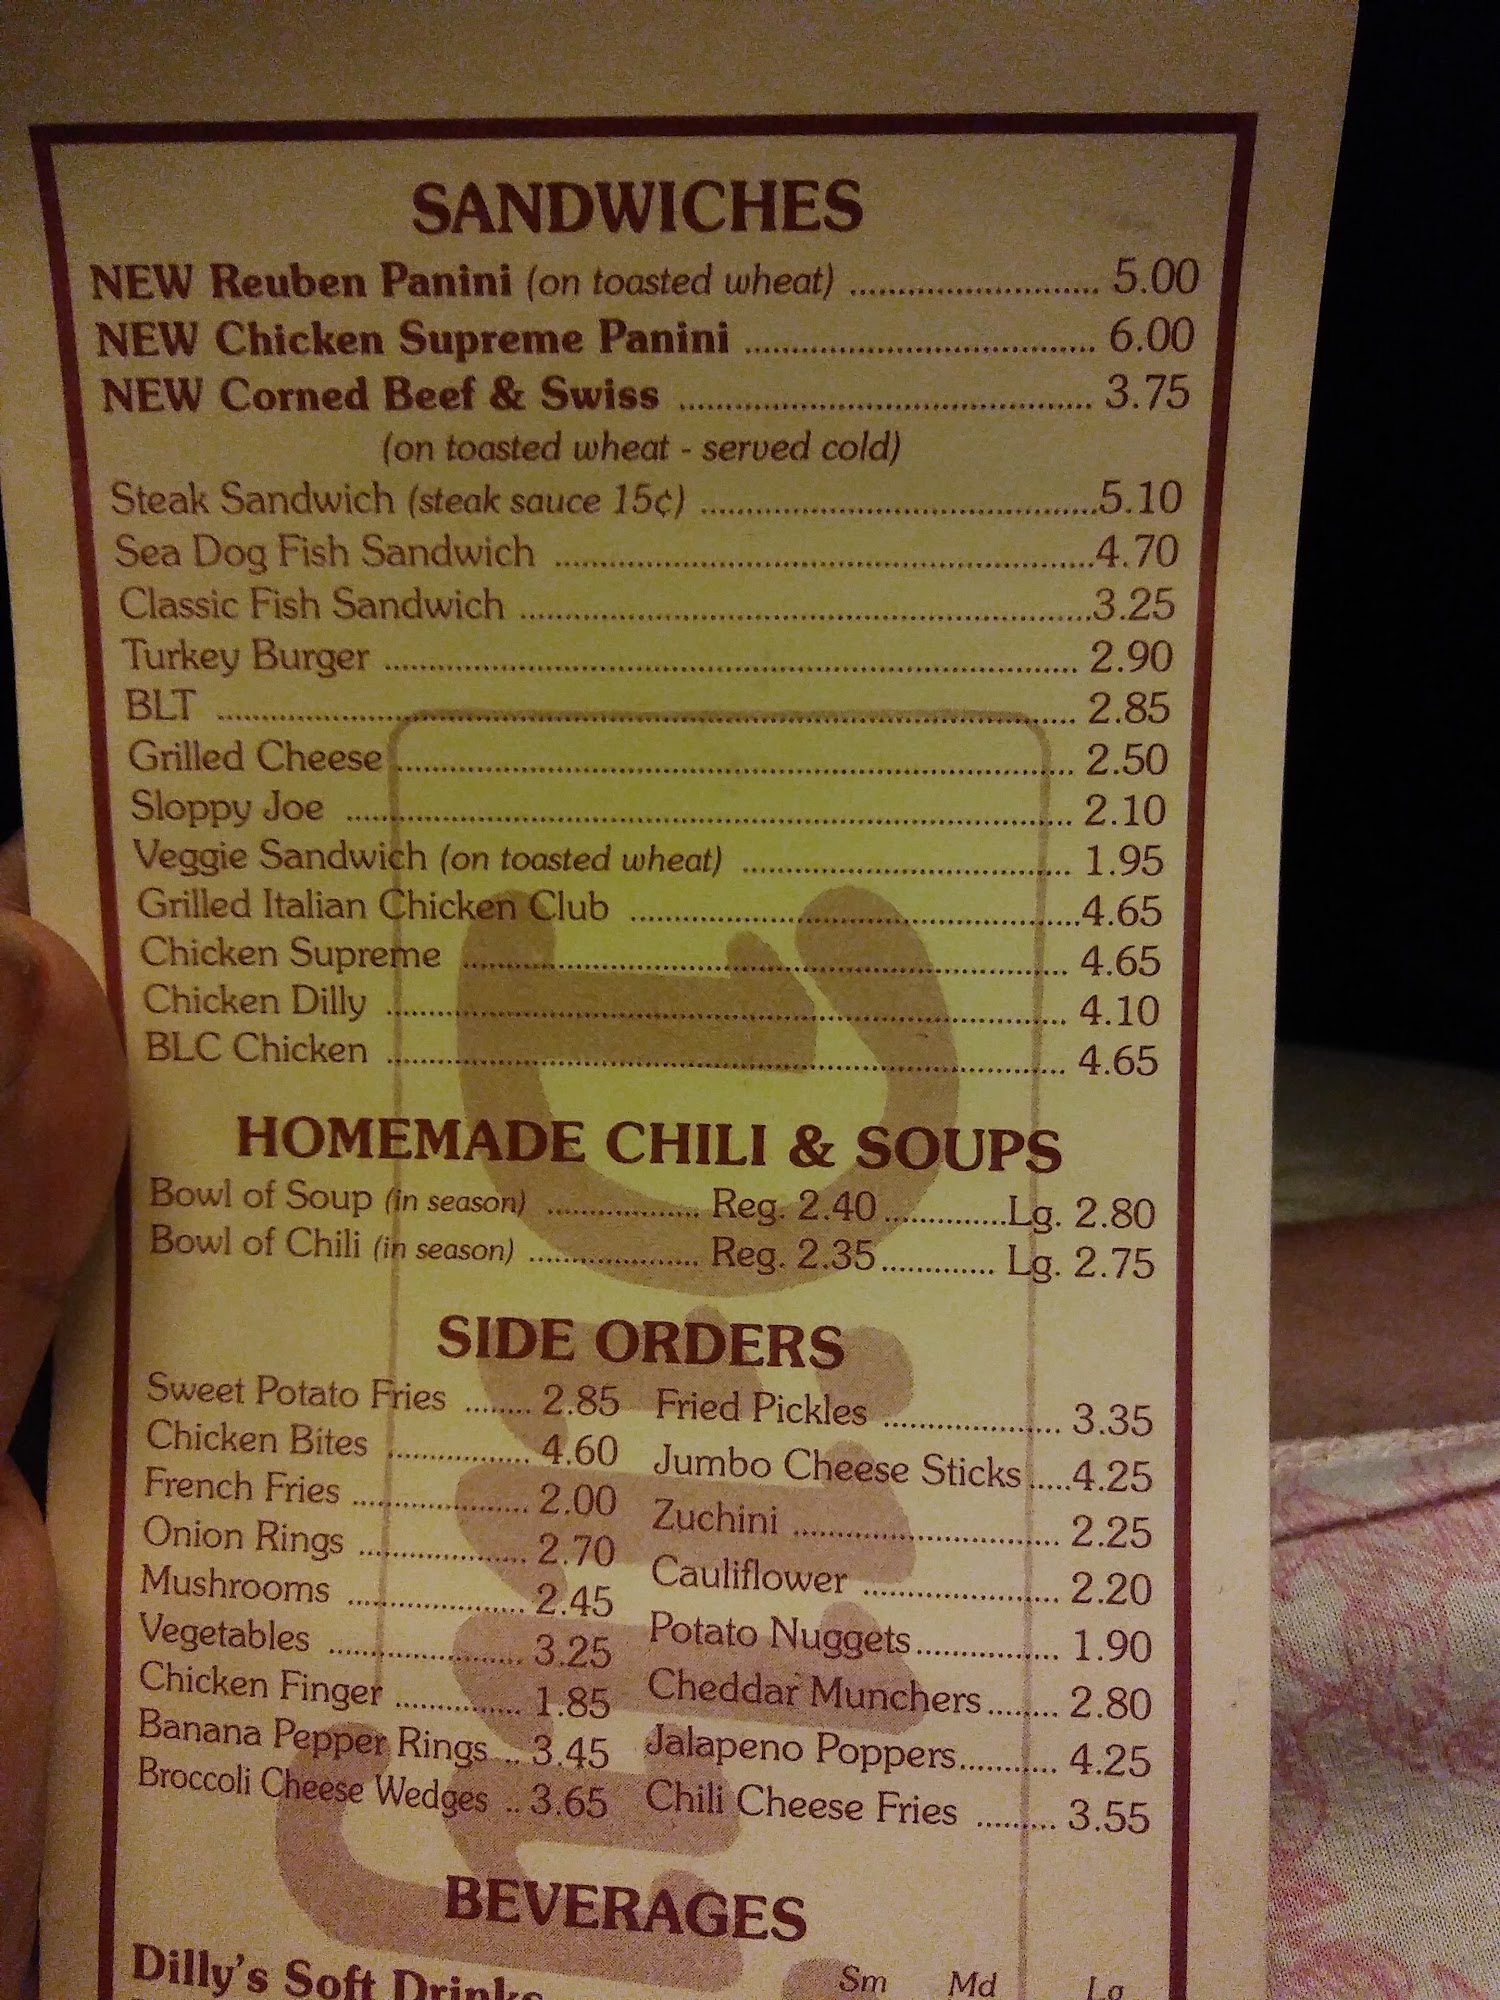 SANDWICHES
NEW Reuben Panini (on toasted wheat) ............................ 5.00
NEW Chicken Supreme Panini ..................................... 6.00
NEW Corned Beef & Swiss ........................................... 3.75
(on toasted wheat - served cold)
Steak Sandwich (steak sauce 15¢) ..........................................5.10
Sea Dog Fish Sandwich ..........................................................4.70
Classic Fish Sandwich .............................................................3.25
Turkey Burger .......................................................................... 2.90
BLT ............................................................................................ 2.85
Grilled Cheese ......................................................................... 2.50
Sloppy Joe .............................................................................. 2.10
Veggie Sandwich (on toasted wheat) ................................... 1.95
Grilled Italian Chicken Club ................................................4.65
Chicken Supreme ................................................................. 4.65
Chicken Dilly ......................................................................... 4.10
BLC Chicken ......................................................................... 4.65
HOMEMADE CHILI & SOUPS
Bowl of Soup (in season) .................. Reg. 2.40..............Lg. 2.80
Bowl of Chili (in season) .................... Reg. 2.35............. Lg. 2.75
SIDE ORDERS
Sweet Potato Fries ........ 2.85
Chicken Bites ................. 4.60
French Fries ..................... 2.00
Onion Rings .................... 2.70
Mushrooms ..................... 2.45
Vegetables ....................... 3.25
Chicken Finger ............... 1.85
Banana Pepper Rings .. 3.45
Broccoli Cheese Wedges .. 3.65
Fried Pickles ..................... 3.35
Jumbo Cheese Sticks.....4.25
Zuchini ............................... 2.25
Cauliflower ....................... 2.20
Potato Nuggets................. 1.90
Cheddar Munchers........ 2.80
Jalapeno Poppers........... 4.25
Chili Cheese Fries ......... 3.55
BEVERAGES
Dilly's Soft Drinks Sm Md Lg